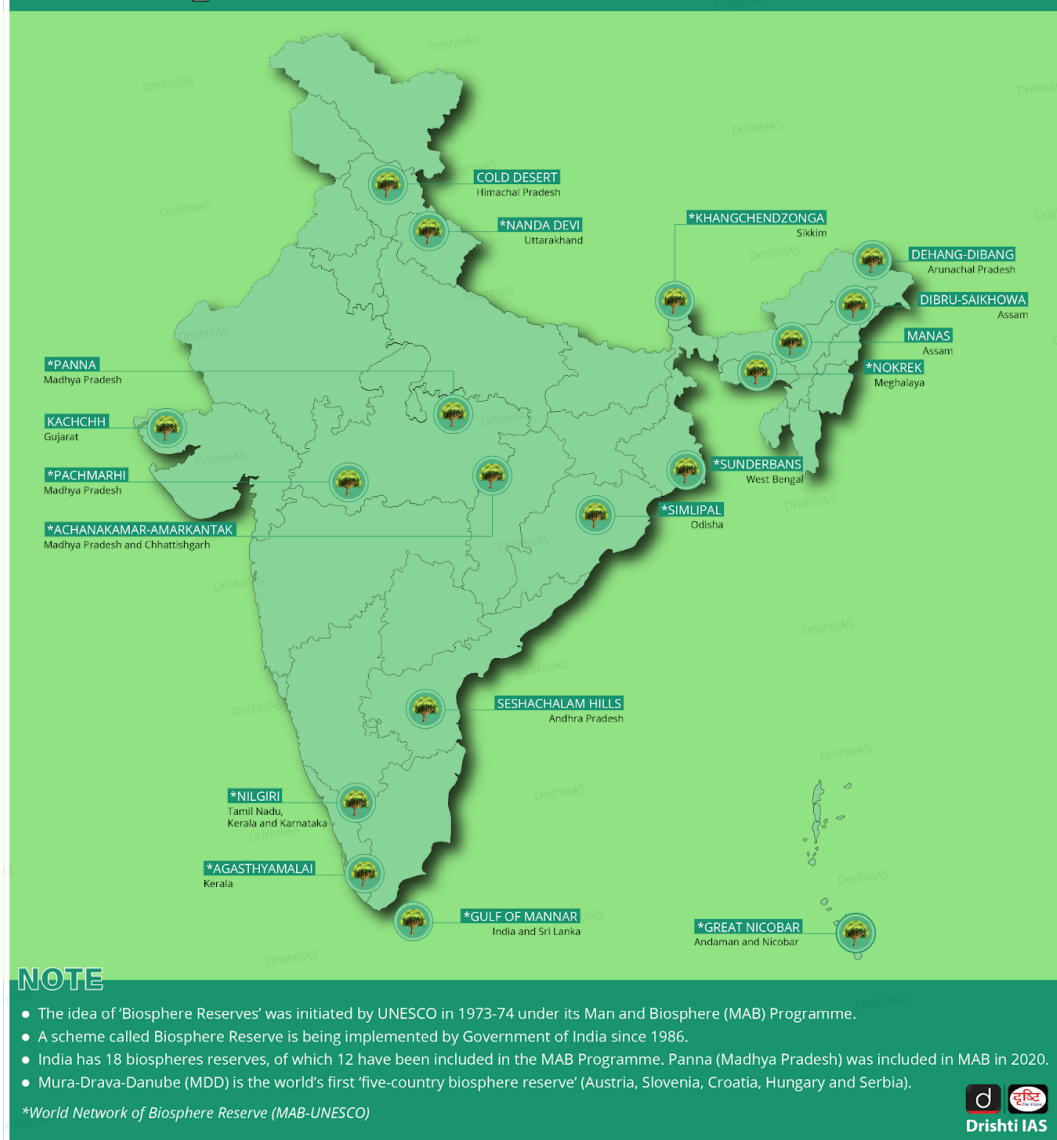 COLD DESERT
Himachal Pradesh
*NANDA DEVI
Uttarakhand
*KHANGCHENDZONGA
Sikkim
DEHANG-DIBANG
Arunachal Pradesh
DIBRU-SAIKHOWA
Assam
MANAS
Assam
*NOKREK
Meghalaya
*PANNA
Madhya Pradesh
KACHCHH
Gujarat
*PACHMARHI
Madhya Pradesh
*ACHANAKAMAR-AMARKANTAK
Madhya Pradesh and Chhattishgarh
*SUNDERBANS
West Bengal
*SIMLIPAL
Odisha
SESHACHALAM HILLS
Andhra Pradesh
*NILGIRI
Tamil Nadu,
Kerala and Karnataka
*AGASTHYAMALAI
Kerala
*GULF OF MANNAR
India and Sri Lanka
*GREAT NICOBAR
Andaman and Nicobar
NOTE
● The idea of ‘Biosphere Reserves’ was initiated by UNESCO in 1973-74 under its Man and Biosphere (MAB) Programme.
● A scheme called Biosphere Reserve is being implemented by Government of India since 1986.
● India has 18 biospheres reserves, of which 12 have been included in the MAB Programme. Panna (Madhya Pradesh) was included in MAB in 2020.
● Mura-Drava-Danube (MDD) is the world’s first ‘five-country biosphere reserve’ (Austria, Slovenia, Croatia, Hungary and Serbia).
*World Network of Biosphere Reserve (MAB-UNESCO)
d
दृष्टि
The Vision
Drishti IAS
DrishtiIAS